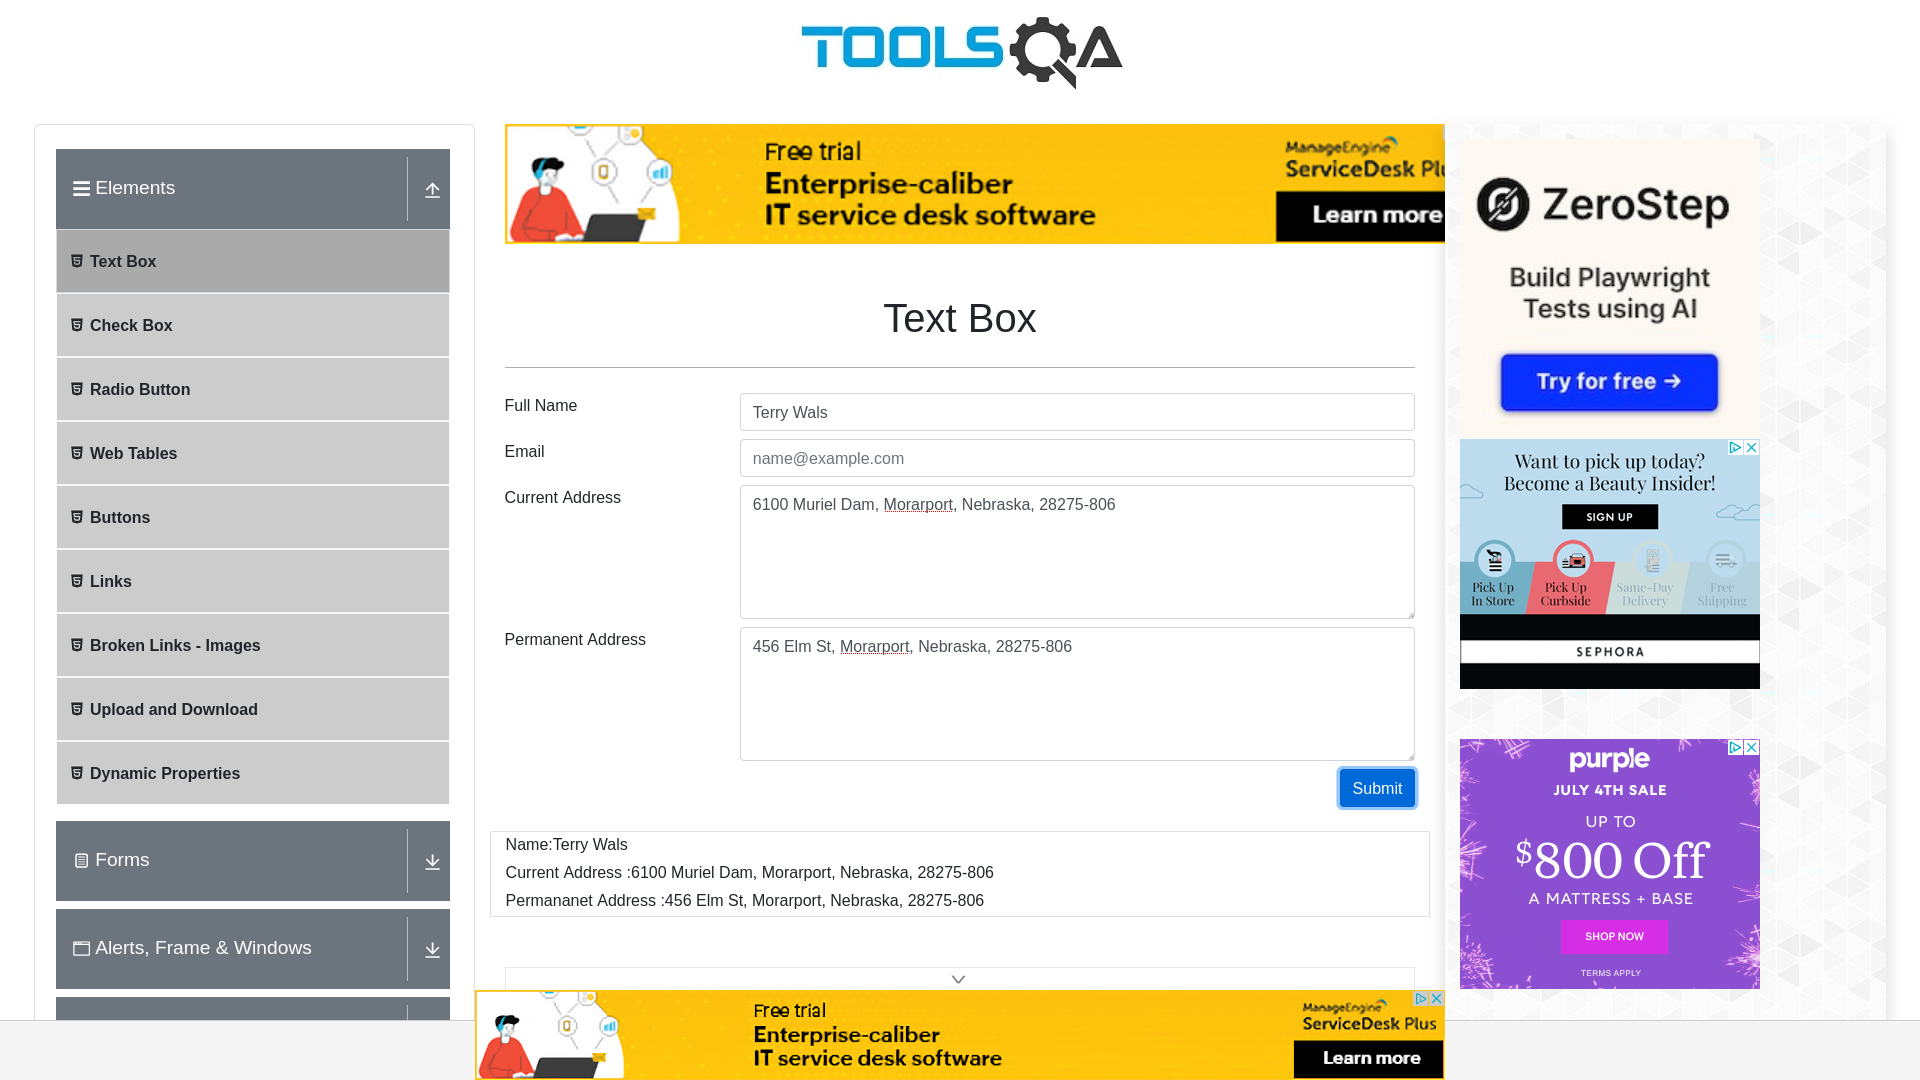 TOOLSQA
Elements
Text Box
Check Box
Radio Button
Web Tables
Buttons
Links
Broken Links - Images
Upload and Download
Dynamic Properties
Forms
Alerts, Frame & Windows
Free trial
Enterprise-caliber
IT service desk software
ManageEngine
ServiceDesk Plu
Learn more
Text Box
Full Name
Terry Wals
Email
name@example.com
Current Address
6100 Muriel Dam, Morarport, Nebraska, 28275-806
Permanent Address
456 Elm St, Morarport, Nebraska, 28275-806
Submit
Name:Terry Wals
Current Address :6100 Muriel Dam, Morarport, Nebraska, 28275-806
Permananet Address :456 Elm St, Morarport, Nebraska, 28275-806
Free trial
Enterprise-caliber
IT service desk software
ManageEngine
ServiceDesk Plus
Learn more
ZeroStep
Build Playwright
Tests using AI
Try for free →
Want to pick up today?
Become a Beauty Insider!
SIGN UP
Pick Up
In Store
Pick Up
Curbside
Same-Day
Delivery
Free
Shipping
SEPHORA
purple
JULY 4TH SALE
UP TO
$800 Off
A MATTRESS + BASE
SHOP NOW
TERMS APPLY